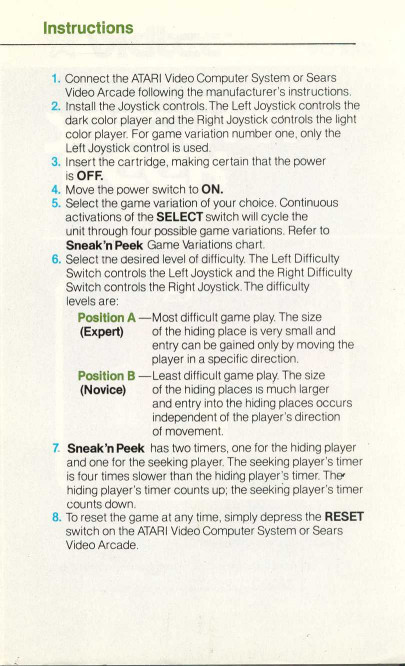 Instructions
1. Connect the ATARI Video Computer System or Sears
Video Arcade following the manufacturer's instructions.
2. Install the Joystick controls. The Left Joystick controls the
dark color player and the Right Joystick controls the light
color player. For game variation number one, only the
Left Joystick control is used.
3. Insert the cartridge, making certain that the power
is OFF.
4. Move the power switch to ON.
5. Select the game variation of your choice. Continuous
activations of the SELECT switch will cycle the
unit through four possible game variations. Refer to
Sneak'n Peek Game Variations chart.
6. Select the desired level of difficulty. The Left Difficulty
Switch controls the Left Joystick and the Right Difficulty
Switch controls the Right Joystick. The difficulty
levels are:
Position A — Most difficult game play. The size
(Expert) of the hiding place is very small and
entry can be gained only by moving the
player in a specific direction.
Position B — Least difficult game play. The size
(Novice) of the hiding places is much larger
and entry into the hiding places occurs
independent of the player's direction
of movement.
7. Sneak'n Peek has two timers, one for the hiding player
and one for the seeking player. The seeking player's timer
is four times slower than the hiding player's timer. The
hiding player's timer counts up; the seeking player's timer
counts down.
8. To reset the game at any time, simply depress the RESET
switch on the ATARI Video Computer System or Sears
Video Arcade.